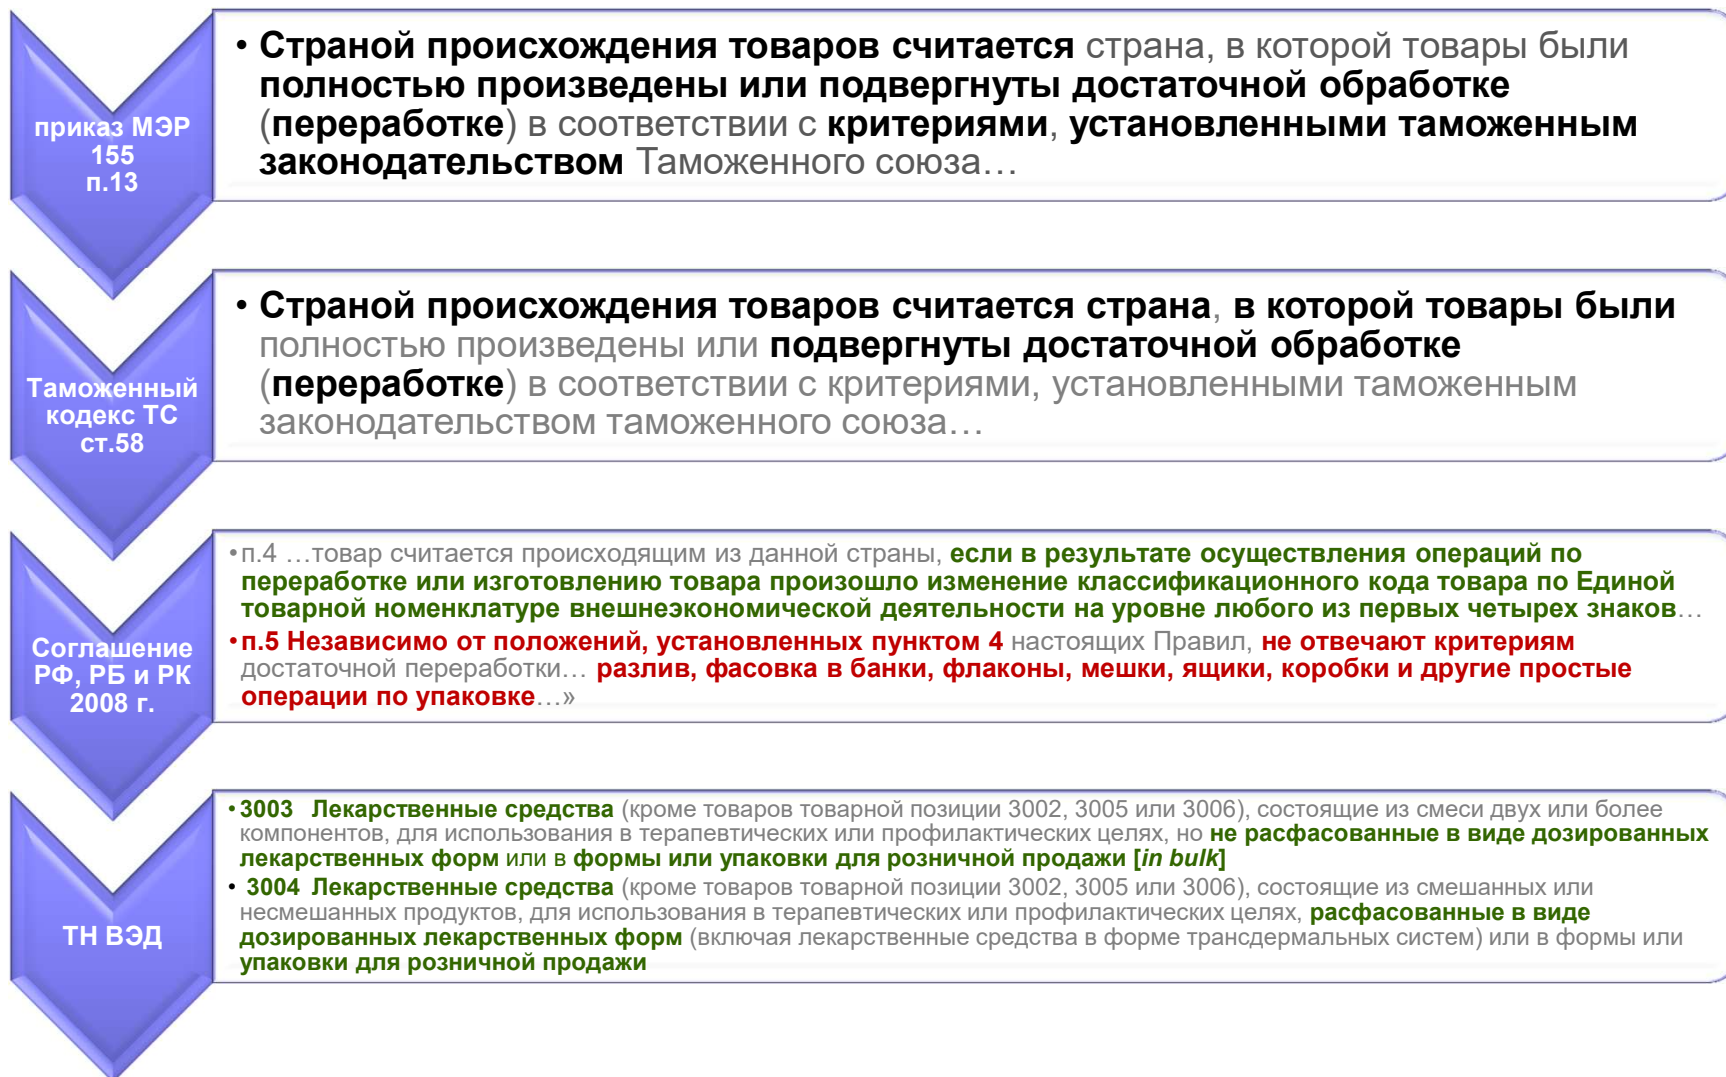 приказ МЭР
155
п.13
• Страной происхождения товаров считается страна, в которой товары были
полностью произведены или подвергнуты достаточной обработке
(переработке) в соответствии с критериями, установленными таможенным
законодательством Таможенного союза…
Таможенный
кодекс ТС
ст.58
• Страной происхождения товаров считается страна, в которой товары были
полностью произведены или подвергнуты достаточной обработке
(переработке) в соответствии с критериями, установленными таможенным
законодательством таможенного союза…
Соглашение
РФ, РБ и РК
2008 г.
•п.4 …товар считается происходящим из данной страны, если в результате осуществления операций по
переработке или изготовлению товара произошло изменение классификационного кода товара по Единой
товарной номенклатуре внешнеэкономической деятельности на уровне любого из первых четырех знаков…
•п.5 Независимо от положений, установленных пунктом 4 настоящих Правил, не отвечают критериям
достаточной переработки… разлив, фасовка в банки, флаконы, мешки, ящики, коробки и другие простые
операции по упаковке…»
ТН ВЭД
•3003 Лекарственные средства (кроме товаров товарной позиции 3002, 3005 или 3006), состоящие из смеси двух или более
компонентов, для использования в терапевтических или профилактических целях, но не расфасованные в виде дозированных
лекарственных форм или в формы или упаковки для розничной продажи [in bulk]
• 3004 Лекарственные средства (кроме товаров товарной позиции 3002, 3005 или 3006), состоящие из смешанных или
несмешанных продуктов, для использования в терапевтических или профилактических целях, расфасованные в виде
дозированных лекарственных форм (включая лекарственные средства в форме трансдермальных систем) или в формы или
упаковки для розничной продажи